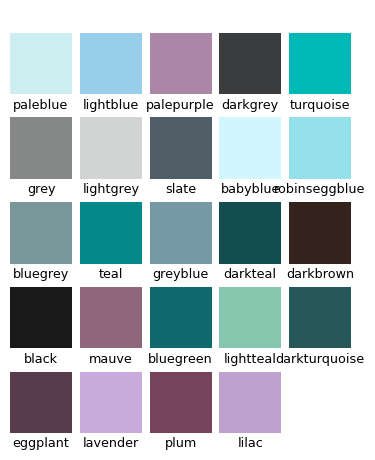 paleblue lightblue palepurple darkgrey turquoise
grey lightgrey slate babyblue robinseggblue
bluegrey teal greyblue darkteal darkbrown
black mauve bluegreen lightteal darkturquoise
eggplant lavender plum lilac